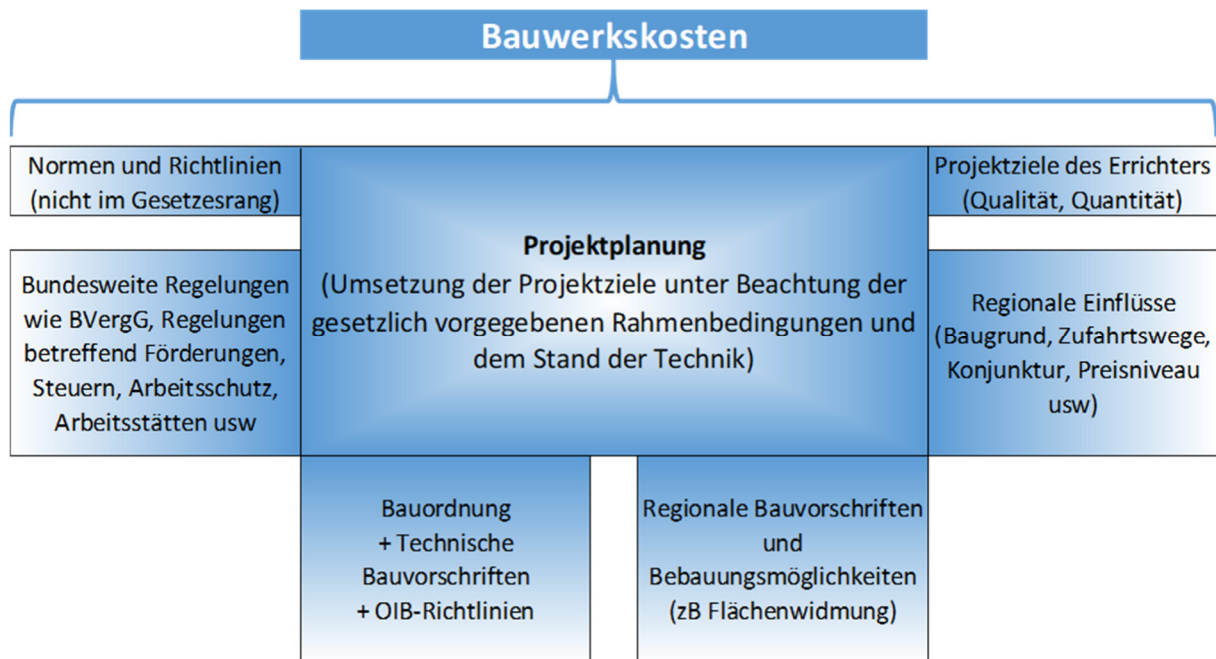 Bauwerkskosten
Normen und Richtlinien
(nicht im Gesetzesrang)
Bundesweite Regelungen
wie BVergG, Regelungen
betreffend Förderungen,
Steuern, Arbeitsschutz,
Arbeitsstätten usw
Projektplanung
(Umsetzung der Projektziele unter Beachtung der
gesetzlich vorgegebenen Rahmenbedingungen und
dem Stand der Technik)
Projektziele des Errichters
(Qualität, Quantität)
Regionale Einflüsse
(Baugrund, Zufahrtswege,
Konjunktur, Preisniveau
usw)
Bauordnung
+ Technische
Bauvorschriften
+ OIB-Richtlinien
Regionale Bauvorschriften
und
Bebauungsmöglichkeiten
(zB Flächenwidmung)